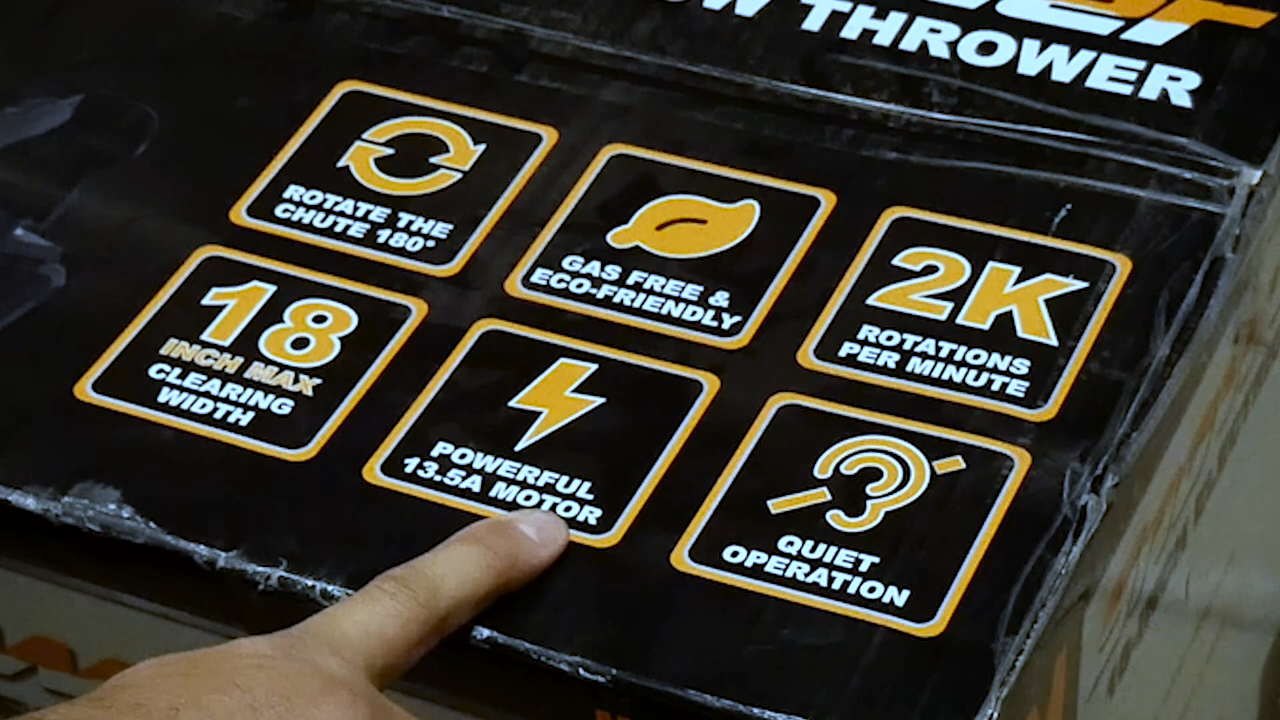 THROWER
ROTATE THE
CHUTE 180°
GAS FREE &
ECO-FRIENDLY
2K
ROTATIONS
PER MINUTE
18
INCH MAX
CLEARING
WIDTH
POWERFUL
13.5A MOTOR
QUIET
OPERATION